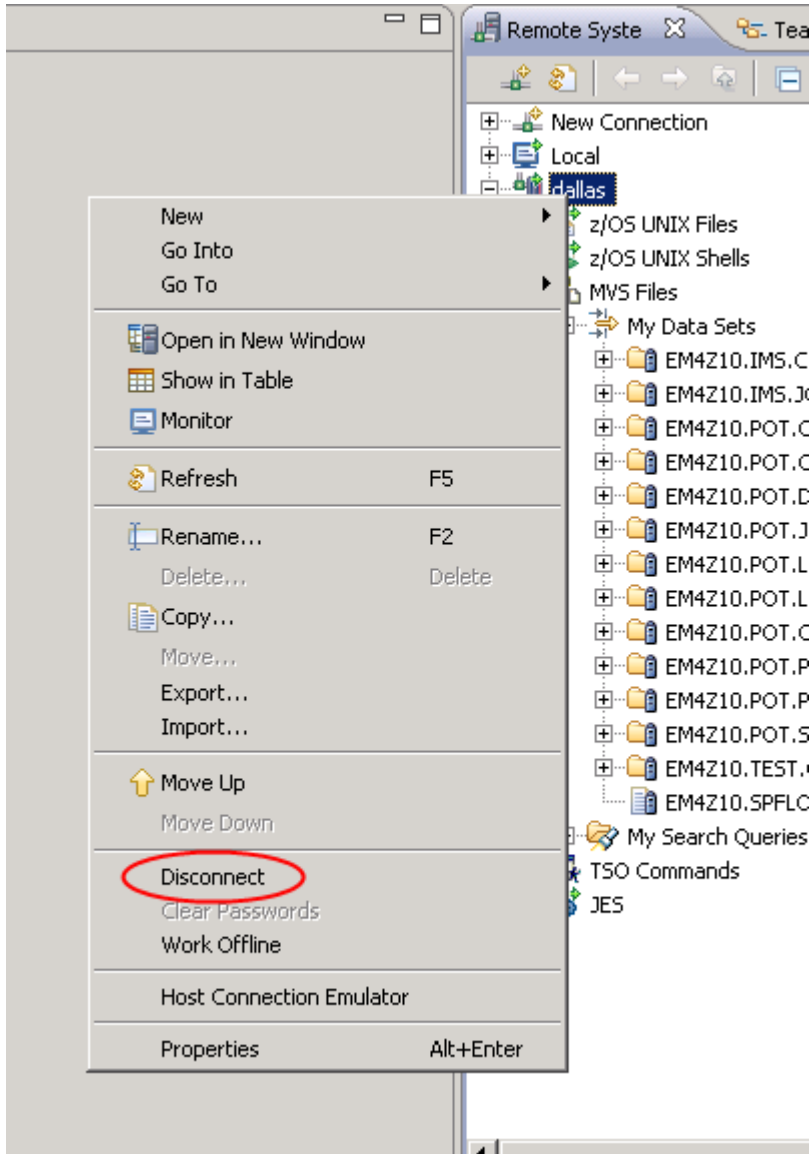 Remote Syste
Tea
New Connection
Local
dallas
z/OS UNIX Files
z/OS UNIX Shells
MVS Files
My Data Sets
EM4Z10.IMS.C
EM4Z10.IMS.J
EM4Z10.POT.C
EM4Z10.POT.C
EM4Z10.POT.D
EM4Z10.POT.J
EM4Z10.POT.L
EM4Z10.POT.L
EM4Z10.POT.C
EM4Z10.POT.P
EM4Z10.POT.P
EM4Z10.POT.S
EM4Z10.TEST.
EM4Z10.SPFLO
My Search Queries
TSO Commands
JES
New
Go Into
Go To
Open in New Window
Show in Table
Monitor
Refresh F5
Rename... F2
Delete... Delete
Copy...
Move...
Export...
Import...
Move Up
Move Down
Disconnect
Clear Passwords
Work Offline
Host Connection Emulator
Properties Alt+Enter